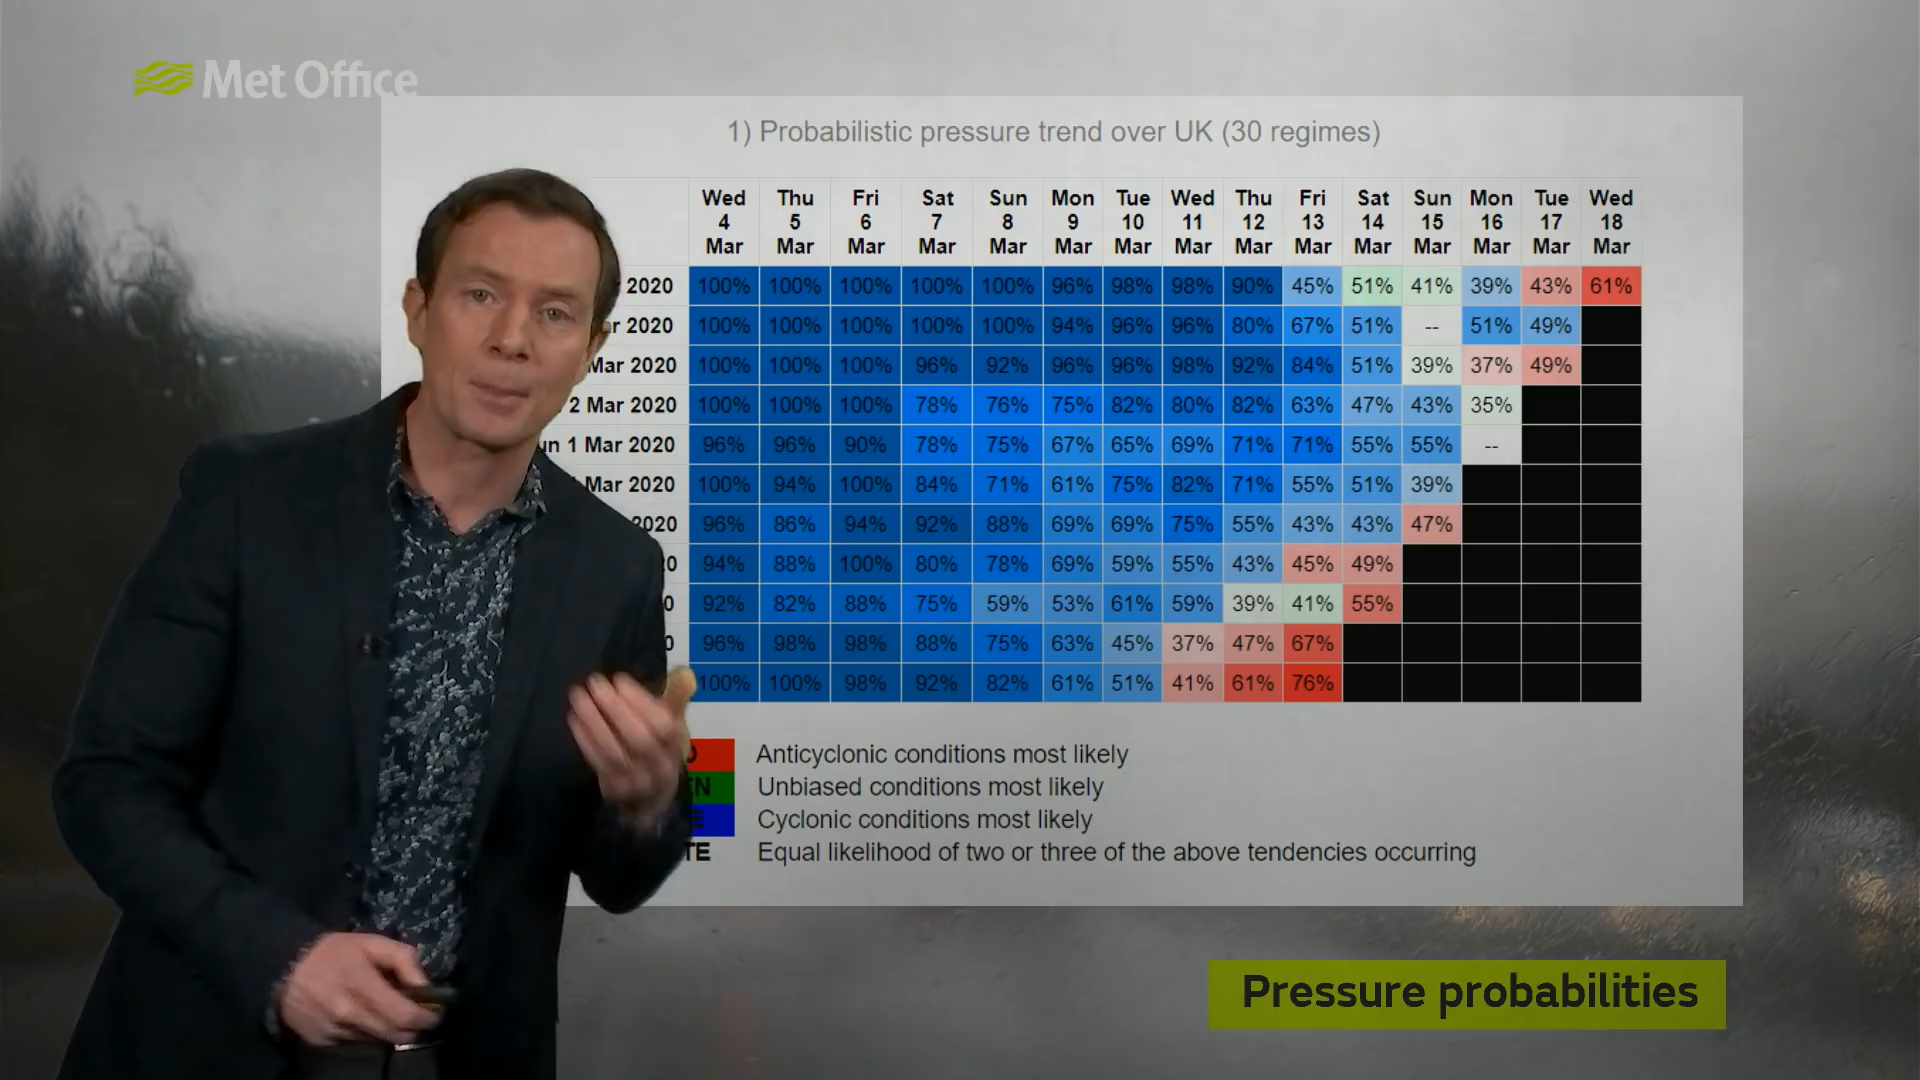 Met Office
1) Probabilistic pressure trend over UK (30 regimes)
Wed Thu Fri Sat Sun Mon Tue Wed Thu Fri Sat Sun Mon Tue Wed
4 5 6 7 8 9 10 11 12 13 14 15 16 17 18
Mar Mar Mar Mar Mar Mar Mar Mar Mar Mar Mar Mar Mar Mar Mar
2020 100% 100% 100% 100% 100% 96% 98% 98% 90% 45% 51% 41% 39% 43% 61%
2020 100% 100% 100% 100% 100% 94% 96% 96% 80% 67% 51% -- 51% 49%
Mar 2020 100% 100% 100% 96% 92% 96% 96% 98% 92% 84% 51% 39% 37% 49%
2 Mar 2020 100% 100% 100% 78% 76% 75% 82% 80% 82% 63% 47% 43% 35%
1 Mar 2020 96% 96% 90% 78% 75% 67% 65% 69% 71% 71% 55% 55% --
Mar 2020 100% 94% 100% 84% 71% 61% 75% 82% 71% 55% 51% 39%
2020 96% 86% 94% 92% 88% 69% 69% 75% 55% 43% 43% 47%
94% 88% 100% 80% 78% 69% 59% 55% 43% 45% 49%
92% 82% 88% 75% 59% 53% 61% 59% 39% 41% 55%
96% 98% 98% 88% 75% 63% 45% 37% 47% 67%
100% 100% 98% 92% 82% 61% 51% 41% 61% 76%
Anticyclonic conditions most likely
Unbiased conditions most likely
Cyclonic conditions most likely
TE Equal likelihood of two or three of the above tendencies occurring
Pressure probabilities